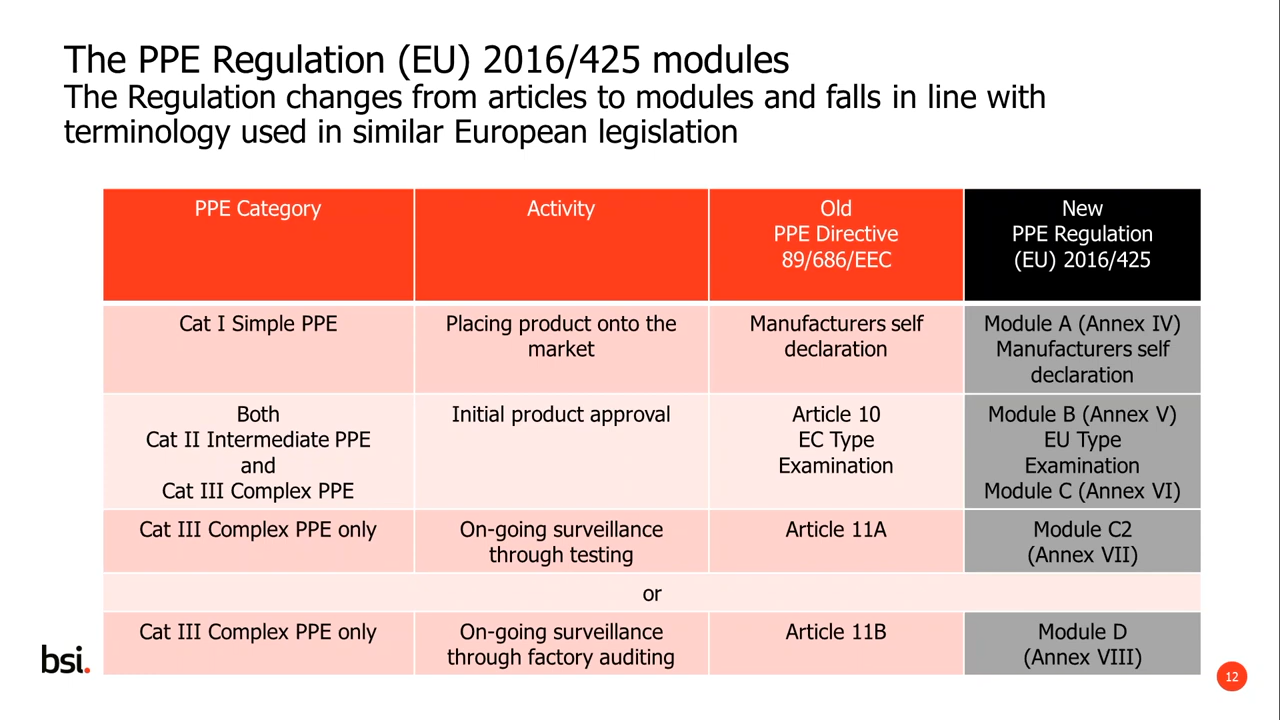 The PPE Regulation (EU) 2016/425 modules
The Regulation changes from articles to modules and falls in line with
terminology used in similar European legislation
PPE Category
Activity
Old
PPE Directive
89/686/EEC
New
PPE Regulation
(EU) 2016/425
Cat I Simple PPE
Placing product onto the
market
Manufacturers self
declaration
Module A (Annex IV)
Manufacturers self
declaration
Both
Cat II Intermediate PPE
and
Cat III Complex PPE
Initial product approval
Article 10
EC Type
Examination
Module B (Annex V)
EU Type
Examination
Module C (Annex VI)
Cat III Complex PPE only
On-going surveillance
through testing
Article 11A
Module C2
(Annex VII)
or
Cat III Complex PPE only
On-going surveillance
through factory auditing
Article 11B
Module D
(Annex VIII)
bsi.
12